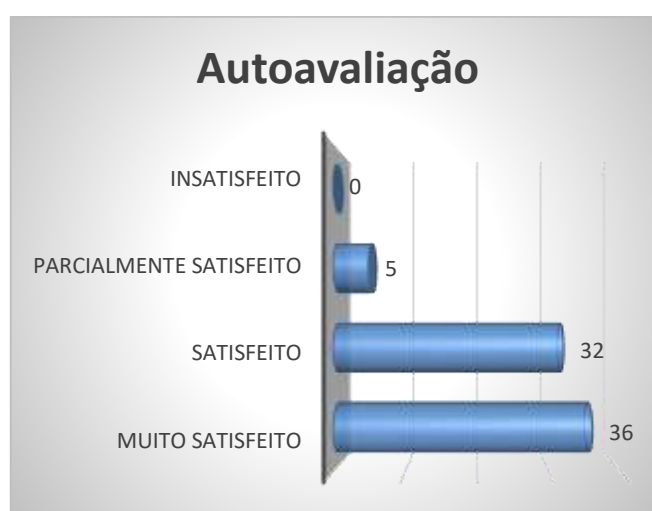 Autoavaliação
INSATISFEITO
0
PARCIALMENTE SATISFEITO
5
SATISFEITO
32
MUITO SATISFEITO
36